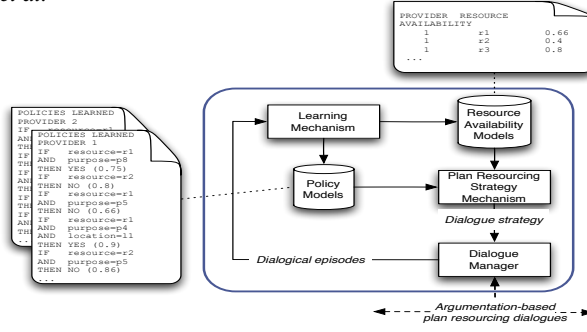 PROVIDER RESOURCE
AVAILABILITY
1 r1 0.66
1 r2 0.4
1 r3 0.8
...
Learning
Mechanism
Resource
Availability
Models
Policy
Models
Plan Resourcing
Strategy
Mechanism
Dialogue strategy
Dialogue
Manager
Dialogical episodes
Argumentation-based
plan resourcing dialogues
POLICIES LEARNED
PROVIDER 2
IF resource=r1
POLICIES LEARNED
PROVIDER 1
IF resource=r1
AND purpose=p8
THEN YES (0.75)
IF resource=r2
THEN NO (0.8)
IF resource=r1
AND purpose=p5
THEN NO (0.66)
IF resource=r1
AND purpose=p4
AND location=l1
THEN YES (0.9)
IF resource=r2
AND purpose=p5
THEN NO (0.86)
...